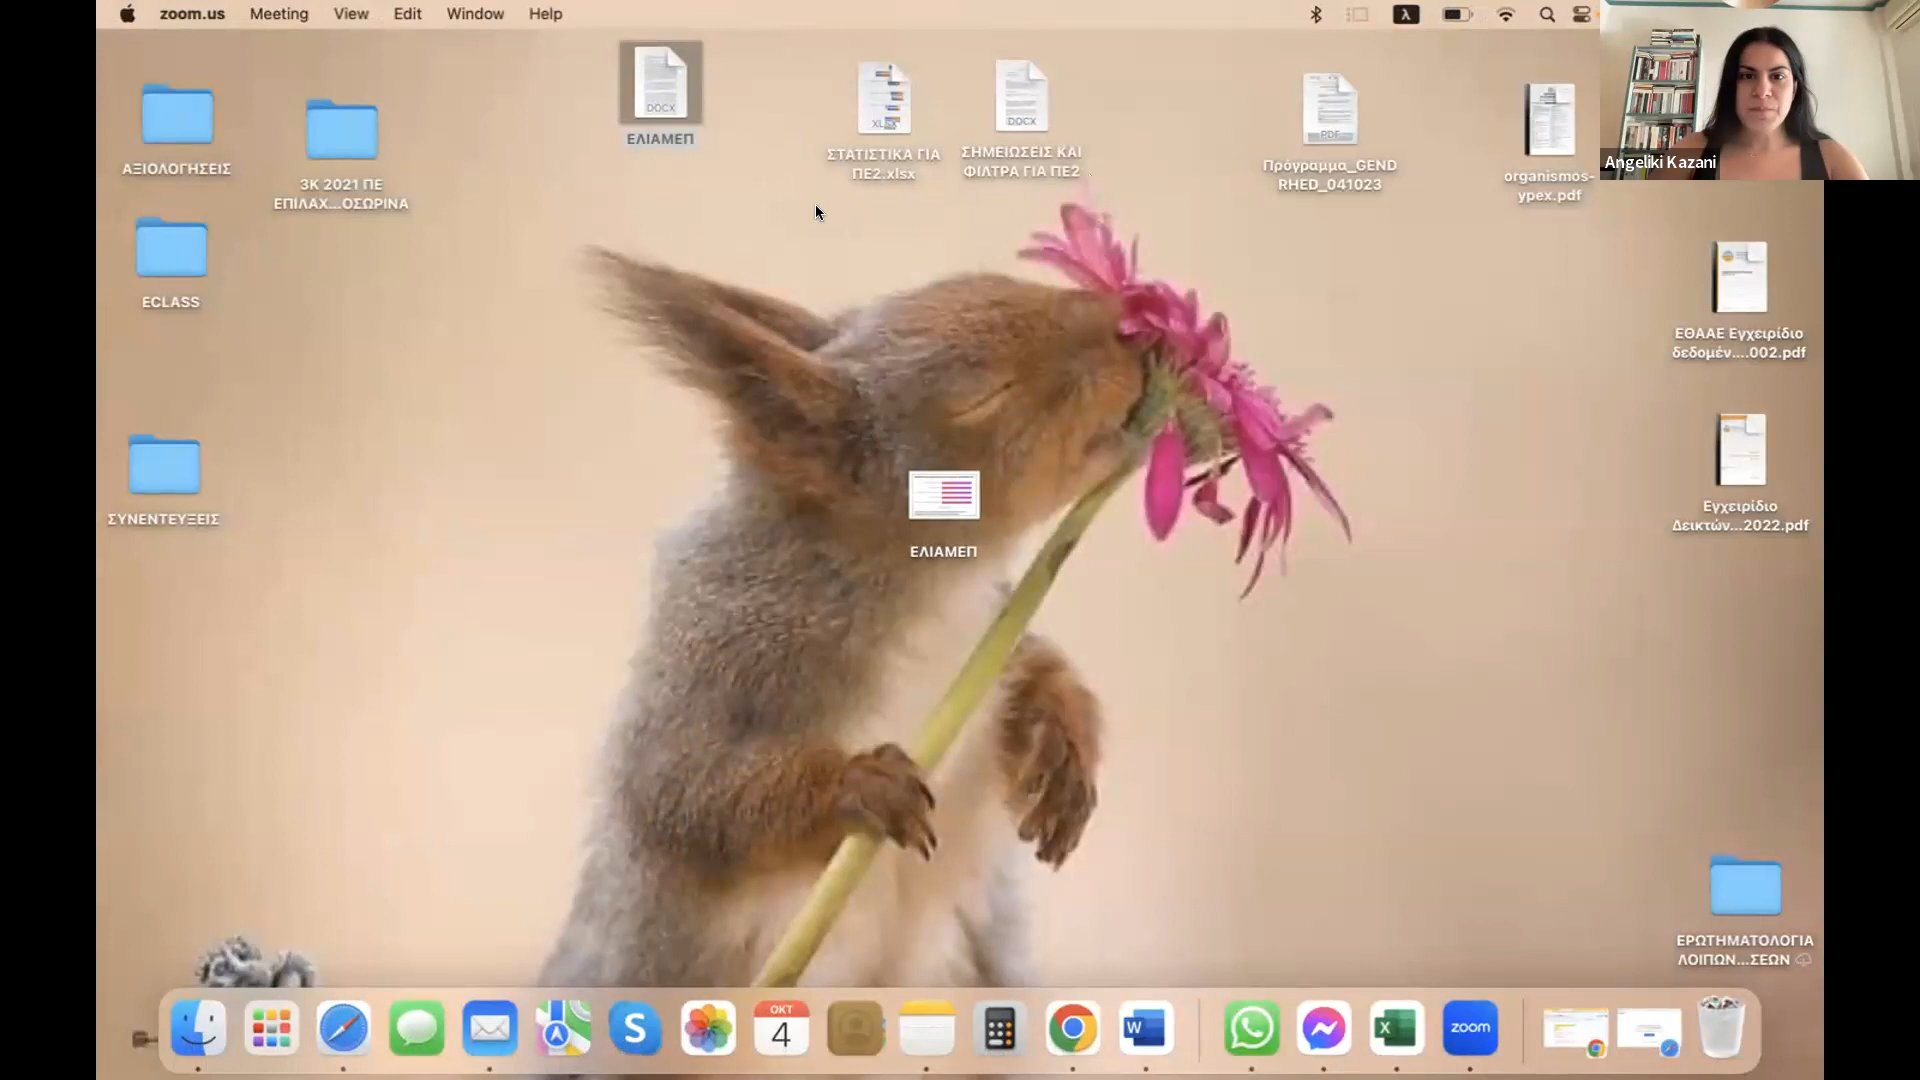 zoom.us Meeting View Edit Window Help
Angeliki Kazani
ΑΞΙΟΛΟΓΗΣΕΙΣ
3Κ 2021 ΠΕ
ΕΠΙΛΑΧ...ΟΣΩΡΙΝΑ
DOCX
ΕΛΙΑΜΕΠ
ΣΤΑΤΙΣΤΙΚΑ ΓΙΑ
ΠΕ2.xlsx
DOCX
ΣΗΜΕΙΩΣΕΙΣ ΚΑΙ
ΦΙΛΤΡΑ ΓΙΑ ΠΕ2
PDF
Πρόγραμμα_GEND
RHED_041023
organismos-
ypex.pdf
ECLASS
ΕΘΑΑΕ Εγχειρίδιο
δεδομέν....002.pdf
ΣΥΝΕΝΤΕΥΞΕΙΣ
ΕΛΙΑΜΕΠ
Εγχειρίδιο
Δεικτών...2022.pdf
ΕΡΩΤΗΜΑΤΟΛΟΓΙΑ
ΛΟΙΠΩΝ...ΣΕΩΝ
ΟΚΤ
4
zoom